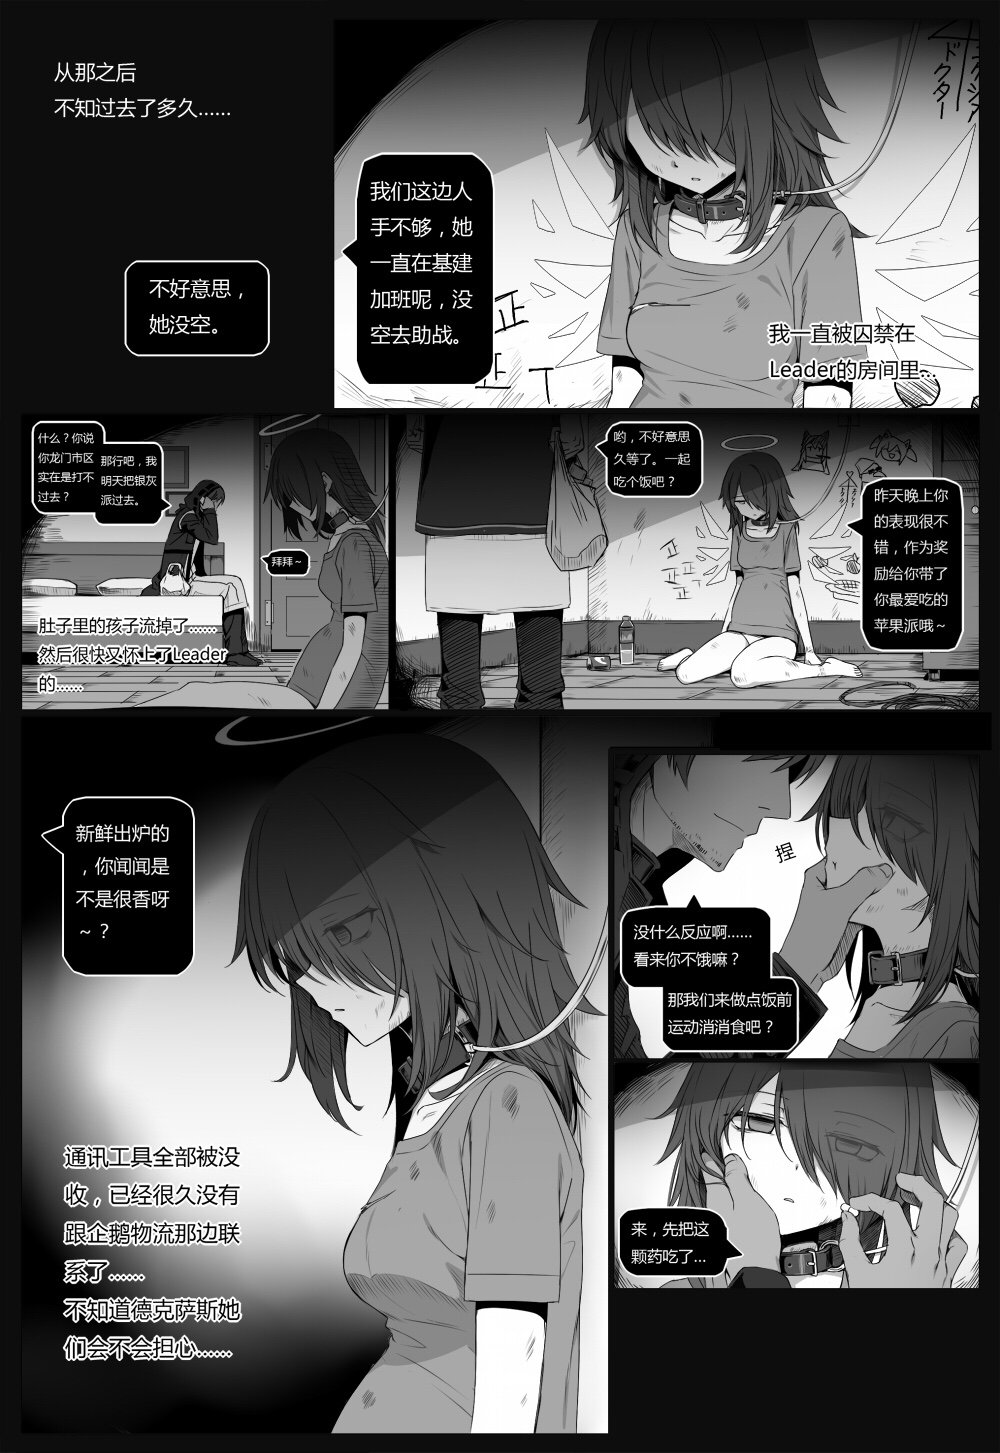 从那之后
不知过去了多久……
不好意思，
她没空。
我们这边人
手不够，她
一直在基建
加班呢，没
空去助战。
ドクター
正
正
T
我一直被囚禁在
Leader的房间里…
什么？你说
你龙门市区
实在是打不
过去？
那行吧，我
明天把银灰
派过去。
拜拜～
肚子里的孩子流掉了……
然后很快又怀上了Leader
的……
哟，不好意思
久等了。一起
吃个饭吧？
正
正
正
昨天晚上你
的表现很不
错，作为奖
励给你带了
你最爱吃的
苹果派哦～
新鲜出炉的
，你闻闻是
不是很香呀
～？
通讯工具全部被没
收，已经很久没有
跟企鹅物流那边联
系了……
不知道德克萨斯她
们会不会担心……
捏
没什么反应啊……
看来你不饿嘛？
那我们来做点饭前
运动消消食吧？
来，先把这
颗药吃了…